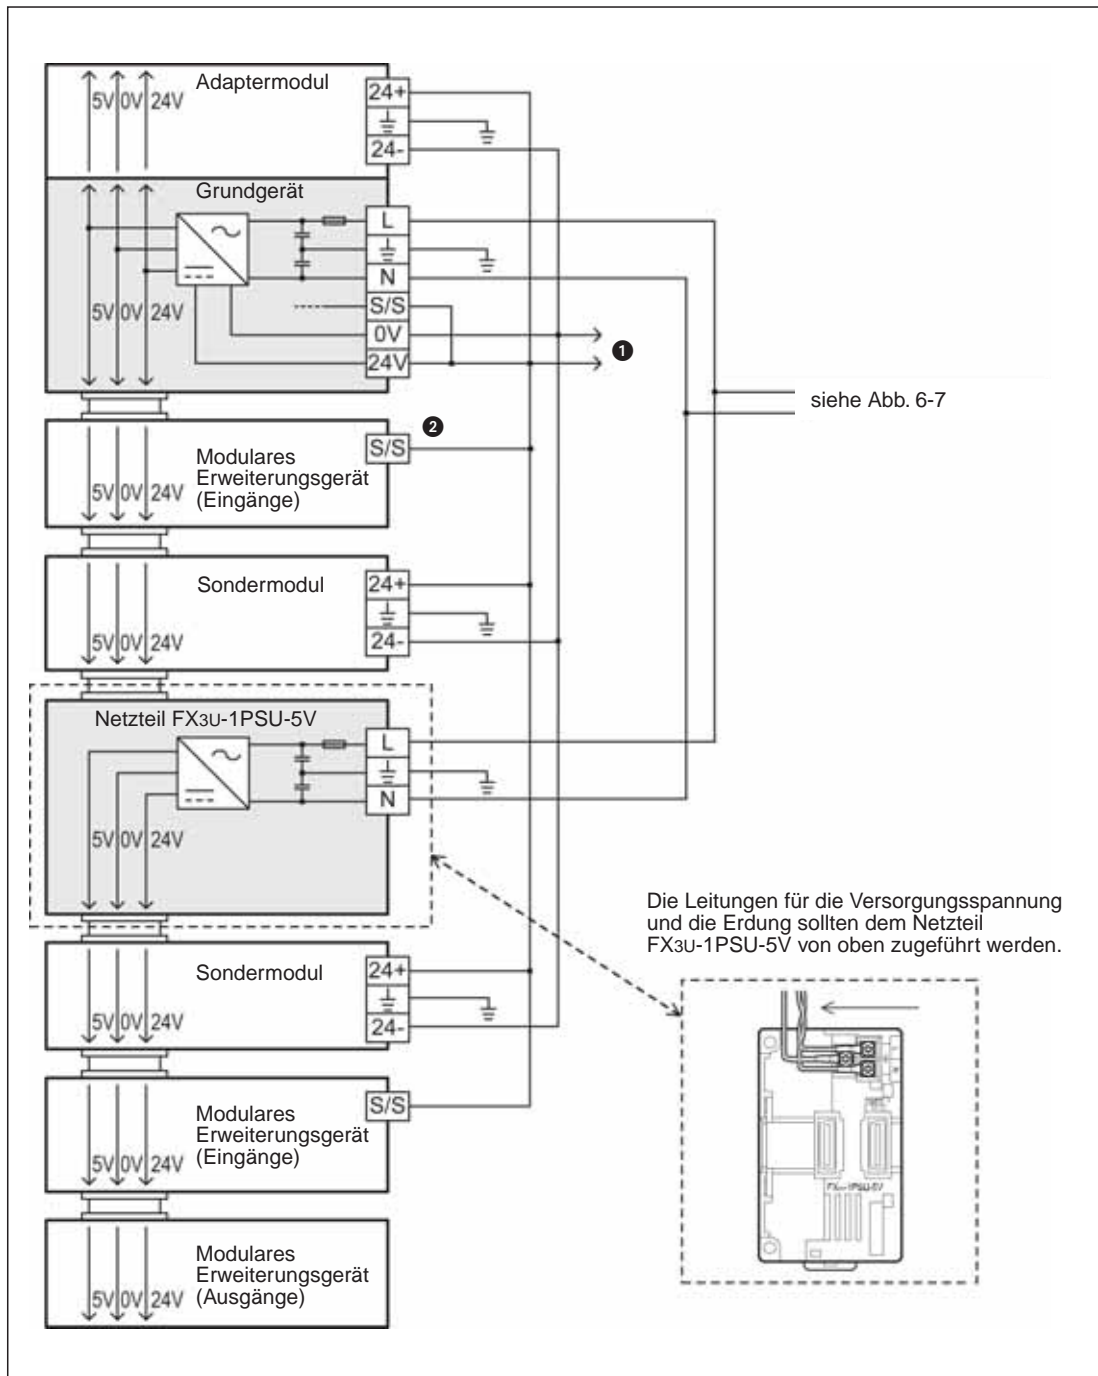 Adaptermodul
5V 0V 24V
24+
24-
Grundgerät
L
N
S/S
0V
24V
5V 0V 24V
❶
siehe Abb. 6-7
❷
S/S
Modulares
Erweiterungsgerät
(Eingänge)
5V 0V 24V
Sondermodul
24+
24-
5V 0V 24V
Netzteil FX3U-1PSU-5V
L
N
5V 0V 24V
Die Leitungen für die Versorgungsspannung
und die Erdung sollten dem Netzteil
FX3U-1PSU-5V von oben zugeführt werden.
Sondermodul
24+
24-
5V 0V 24V
S/S
Modulares
Erweiterungsgerät
(Eingänge)
5V 0V 24V
FX3U-1PSU-5V
Modulares
Erweiterungsgerät
(Ausgänge)
5V 0V 24V